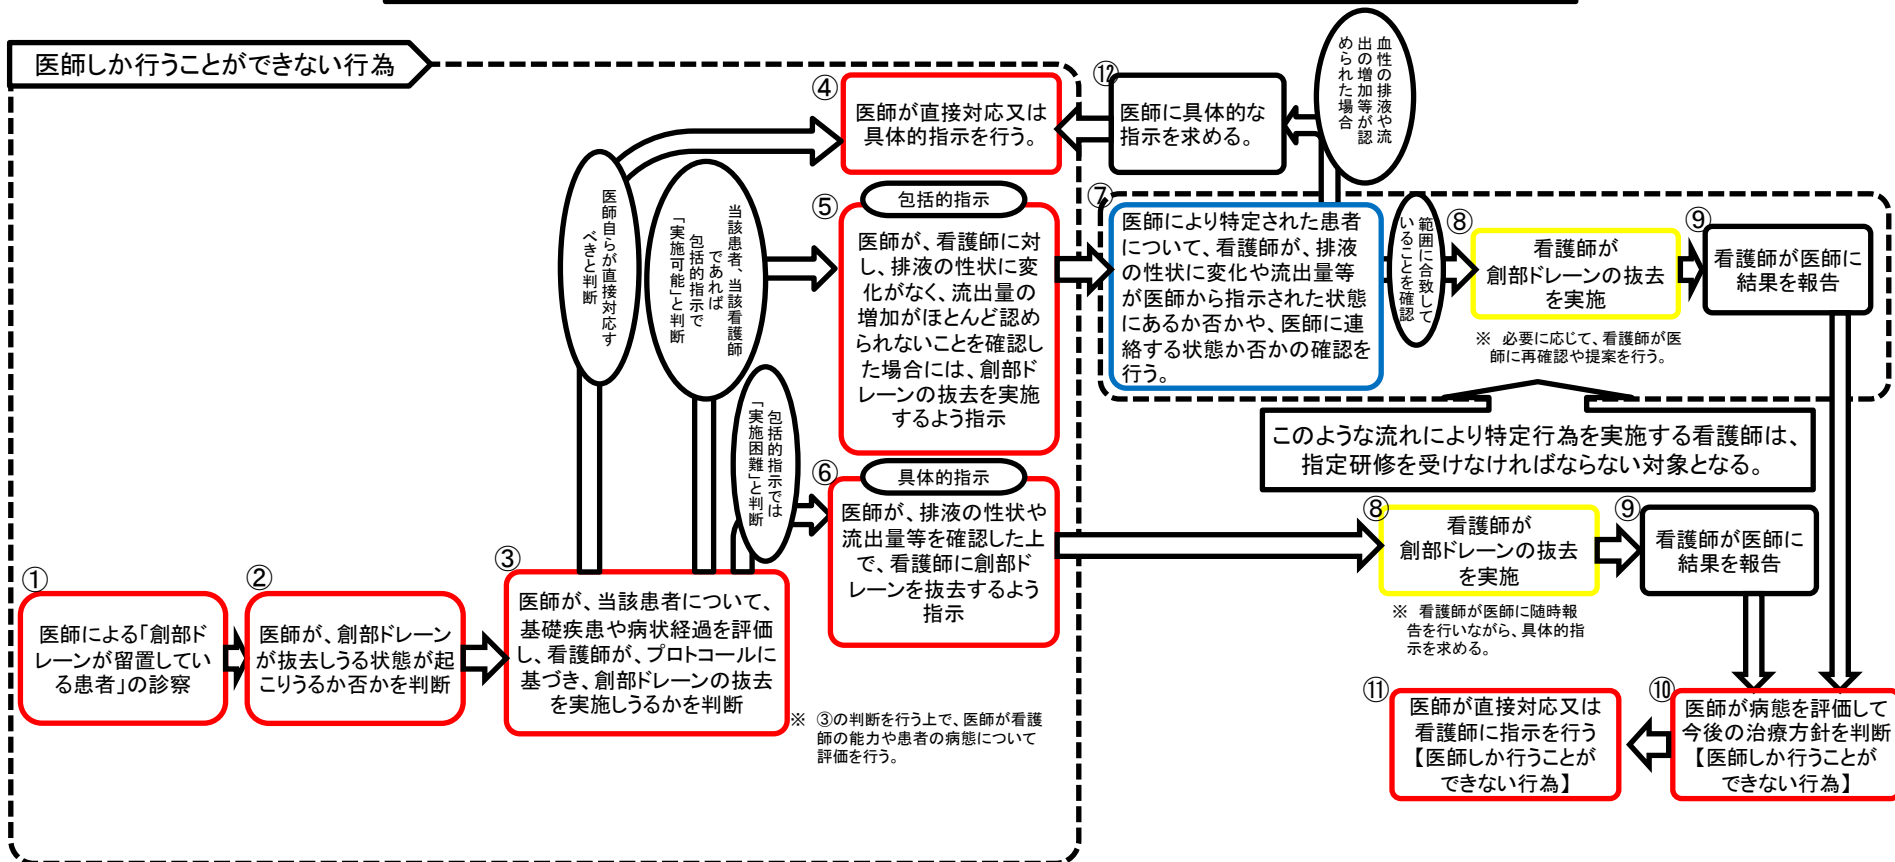 医師しか行うことができない行為
①
医師による「創部ド
レーンが留置してい
る患者」の診察
②
医師が、創部ドレーン
が抜去しうる状態が起
こりうるか否かを判断
③
医師が、当該患者について、
基礎疾患や病状経過を評価
し、看護師が、プロトコールに
基づき、創部ドレーンの抜去
を実施しうるかを判断
※ ③の判断を行う上で、医師が看護
師の能力や患者の病態について
評価を行う。
医師自らが直接対応す
べきと判断
当該患者、当該看護師
であれば
包括的指示で
「実施可能」と判断
包括的指示では
「実施困難」と判断
④
医師が直接対応又は
具体的指示を行う。
⑤
包括的指示
医師が、看護師に対
し、排液の性状に変
化がなく、流出量の
増加がほとんど認め
られないことを確認し
た場合には、創部ド
レーンの抜去を実施
するよう指示
⑥
具体的指示
医師が、排液の性状や
流出量等を確認した上
で、看護師に創部ド
レーンを抜去するよう
指示
⑫
医師に具体的な
指示を求める。
血性の排液や流
出の増加等が認
められた場合
⑦
医師により特定された患者
について、看護師が、排液
の性状に変化や流出量等
が医師から指示された状態
にあるか否かや、医師に連
絡する状態か否かの確認を
行う。
範囲に合致して
いることを確認
⑧
看護師が
創部ドレーンの抜去
を実施
※ 必要に応じて、看護師が医
師に再確認や提案を行う。
⑨
看護師が医師に
結果を報告
このような流れにより特定行為を実施する看護師は、
指定研修を受けなければならない対象となる。
⑧
看護師が
創部ドレーンの抜去
を実施
※ 看護師が医師に随時報
告を行いながら、具体的指
示を求める。
⑨
看護師が医師に
結果を報告
⑩
医師が病態を評価して
今後の治療方針を判断
【医師しか行うことが
できない行為】
⑪
医師が直接対応又は
看護師に指示を行う
【医師しか行うことが
できない行為】